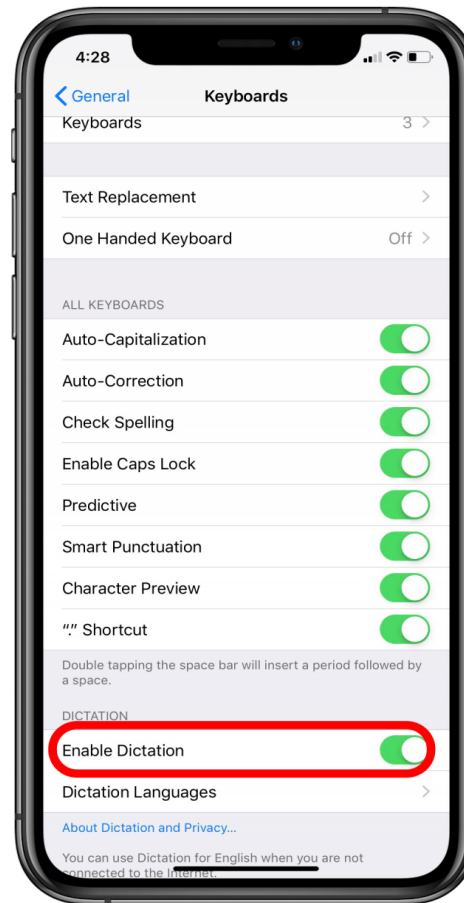 4:28
General Keyboards
Keyboards 3
Text Replacement
One Handed Keyboard Off
ALL KEYBOARDS
Auto-Capitalization
Auto-Correction
Check Spelling
Enable Caps Lock
Predictive
Smart Punctuation
Character Preview
“.” Shortcut
Double tapping the space bar will insert a period followed by
a space.
DICTATION
Enable Dictation
Dictation Languages
About Dictation and Privacy...
You can use Dictation for English when you are not
connected to the Internet.